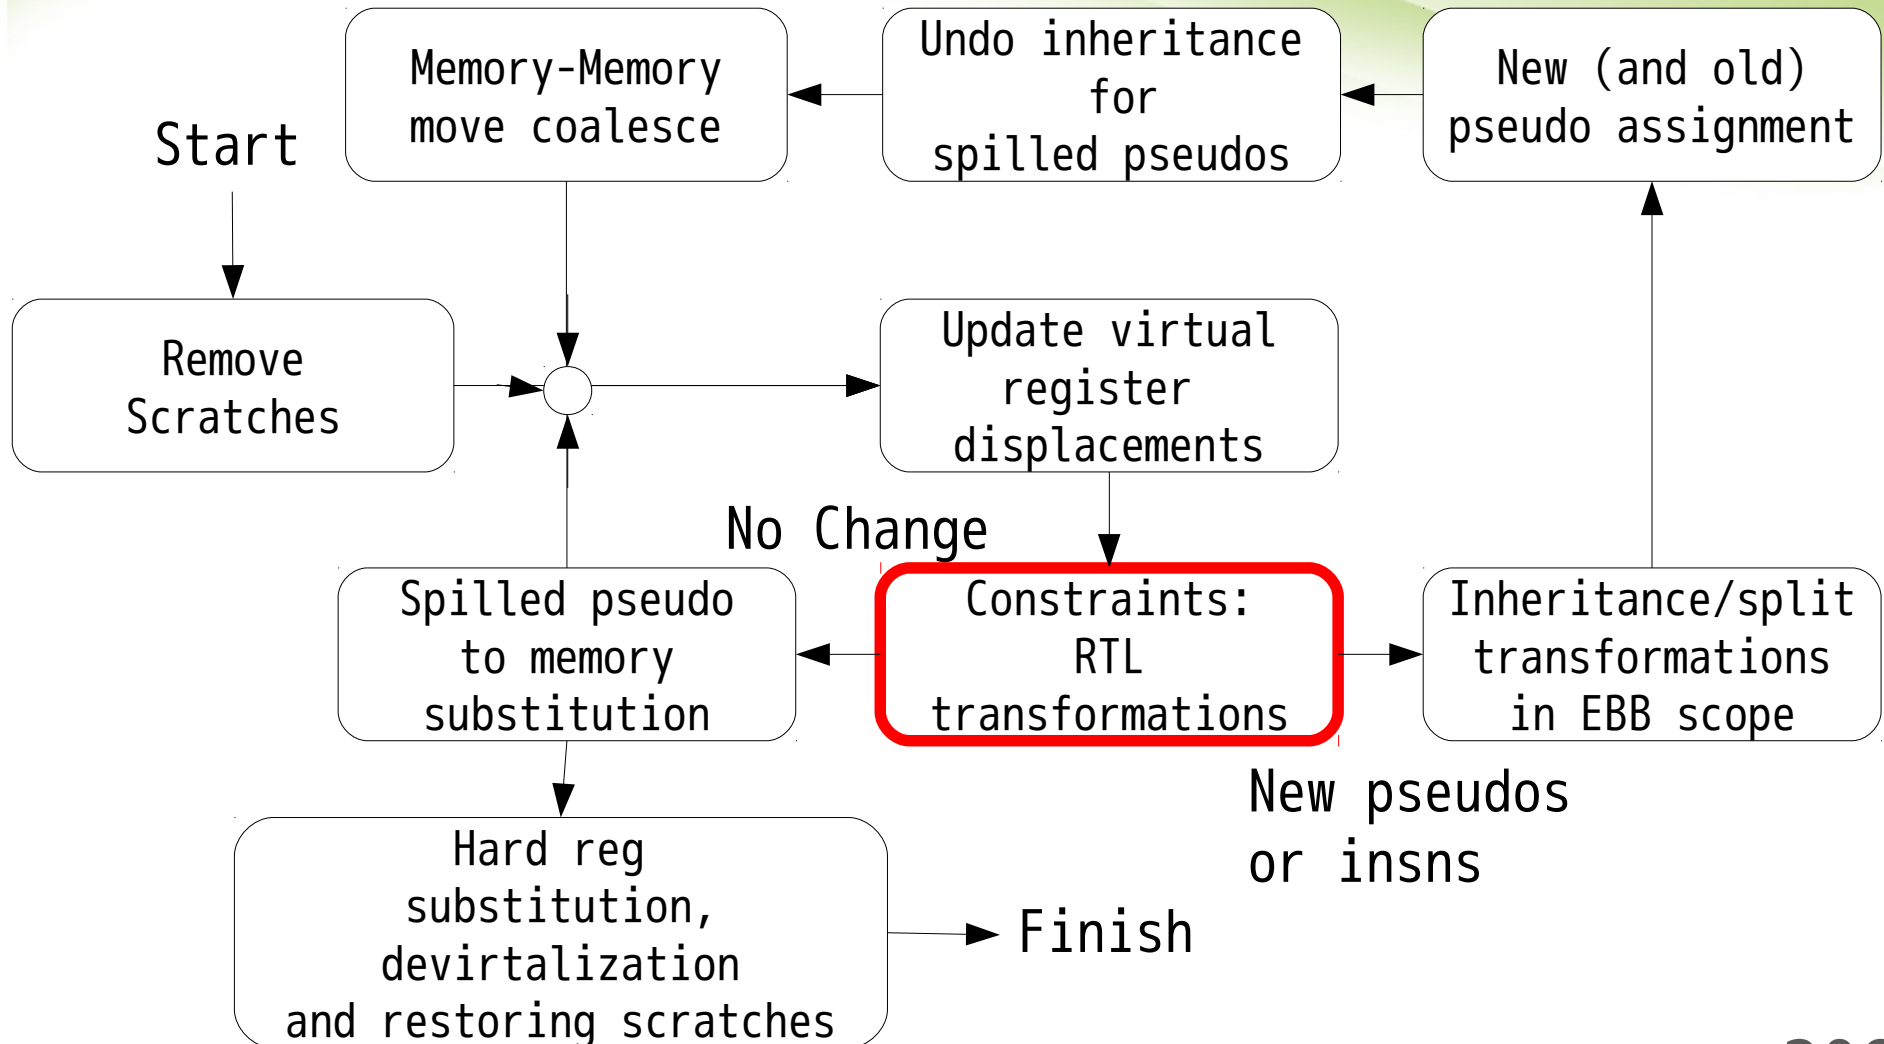 Memory-Memory
move coalesce
Undo inheritance
for
spilled pseudos
New (and old)
pseudo assignment
Start
Remove
Scratches
Update virtual
register
displacements
No Change
Spilled pseudo
to memory
substitution
Constraints:
RTL
transformations
Inheritance/split
transformations
in EBB scope
New pseudos
or insns
Hard reg
substitution,
devirtalization
and restoring scratches
Finish